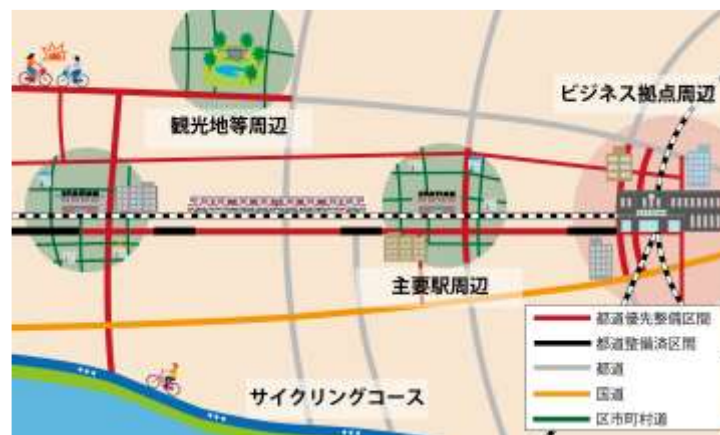 ビジネス拠点周辺
観光地等周辺
主要駅周辺
サイクリングコース
都道優先整備区間
都道整備済区間
都道
国道
区市町村道